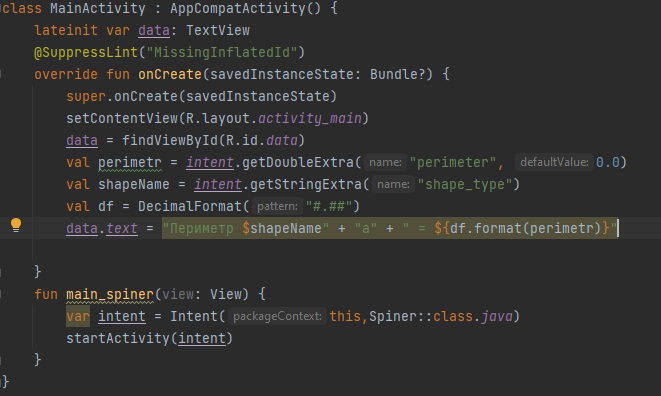 class MainActivity : AppCompatActivity() {
lateinit var data: TextView
@SuppressLint("MissingInflatedId")
override fun onCreate(savedInstanceState: Bundle?) {
super.onCreate(savedInstanceState)
setContentView(R.layout.activity_main)
data = findViewById(R.id.data)
val perimetr = intent.getDoubleExtra( name: "perimeter", defaultValue: 0.0)
val shapeName = intent.getStringExtra( name: "shape_type")
val df = DecimalFormat( pattern: "#.##")
data.text = "Периметр $shapeName" + "а" + " = ${df.format(perimetr)}"
}
fun main_spiner(view: View) {
var intent = Intent( packageContext: this,Spiner::class.java)
startActivity(intent)
}
}